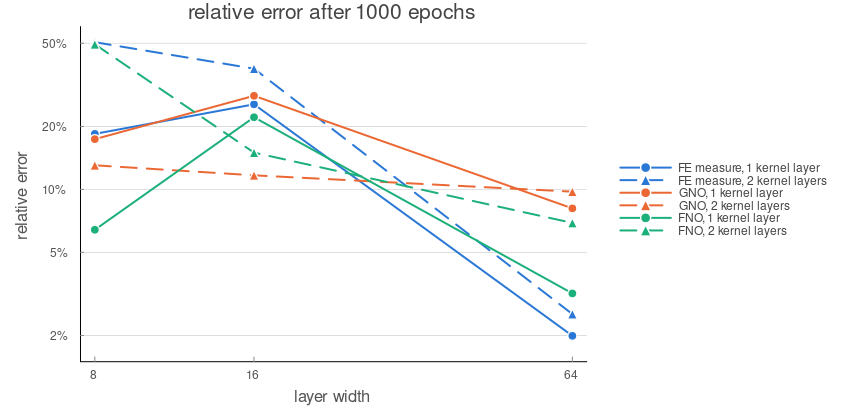 relative error after 1000 epochs
50%
20%
10%
5%
2%
relative error
8
16
64
layer width
FE measure, 1 kernel layer
FE measure, 2 kernel layers
GNO, 1 kernel layer
GNO, 2 kernel layers
FNO, 1 kernel layer
FNO, 2 kernel layers